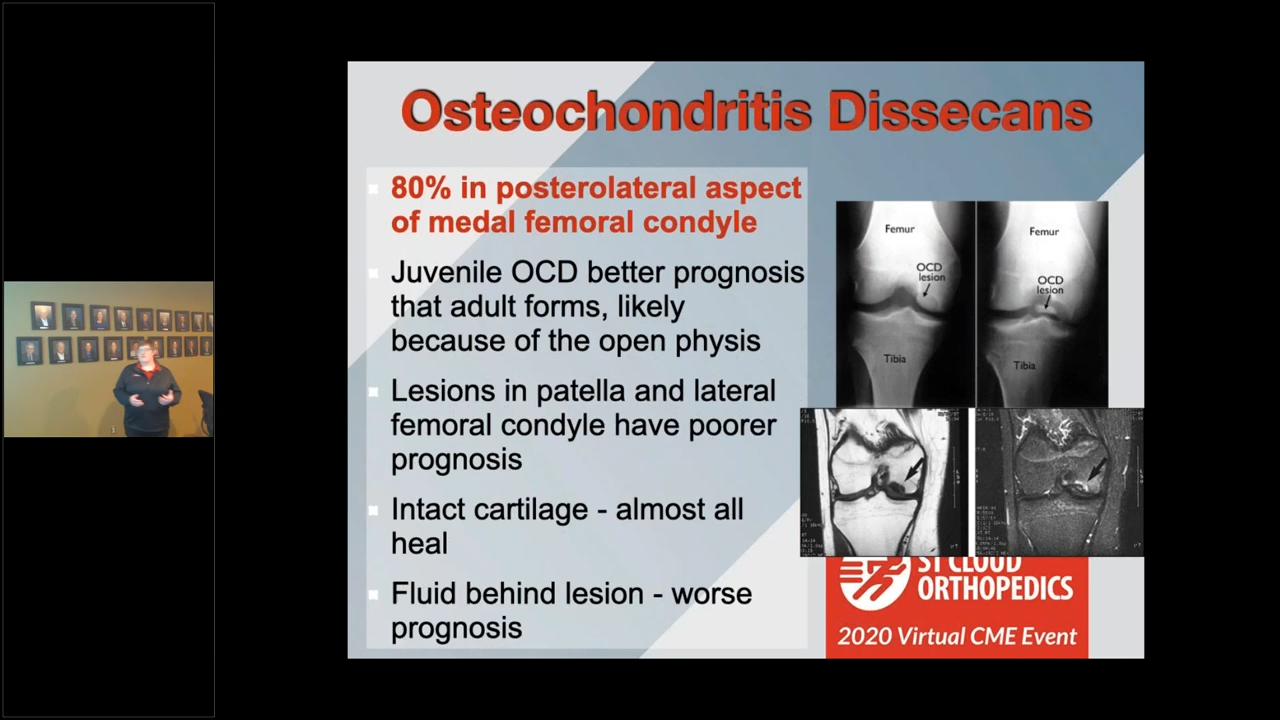 Osteochondritis Dissecans
80% in posterolateral aspect
of medal femoral condyle
Juvenile OCD better prognosis
that adult forms, likely
because of the open physis
Lesions in patella and lateral
femoral condyle have poorer
prognosis
Intact cartilage - almost all
heal
Fluid behind lesion - worse
prognosis
Femur
OCD
lesion
Tibia
Femur
OCD
lesion
Tibia
ST CLOUD
ORTHOPEDICS
2020 Virtual CME Event